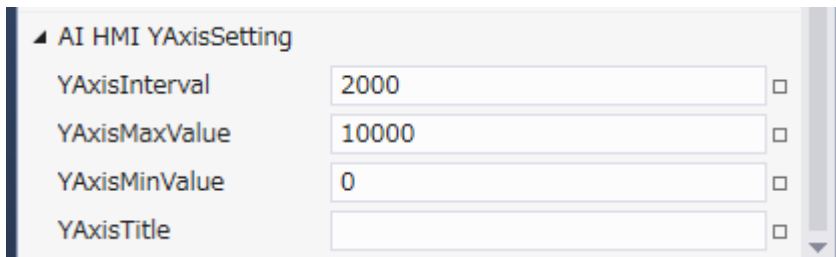 AI HMI YAxisSetting
YAxisInterval 2000
YAxisMaxValue 10000
YAxisMinValue 0
YAxisTitle